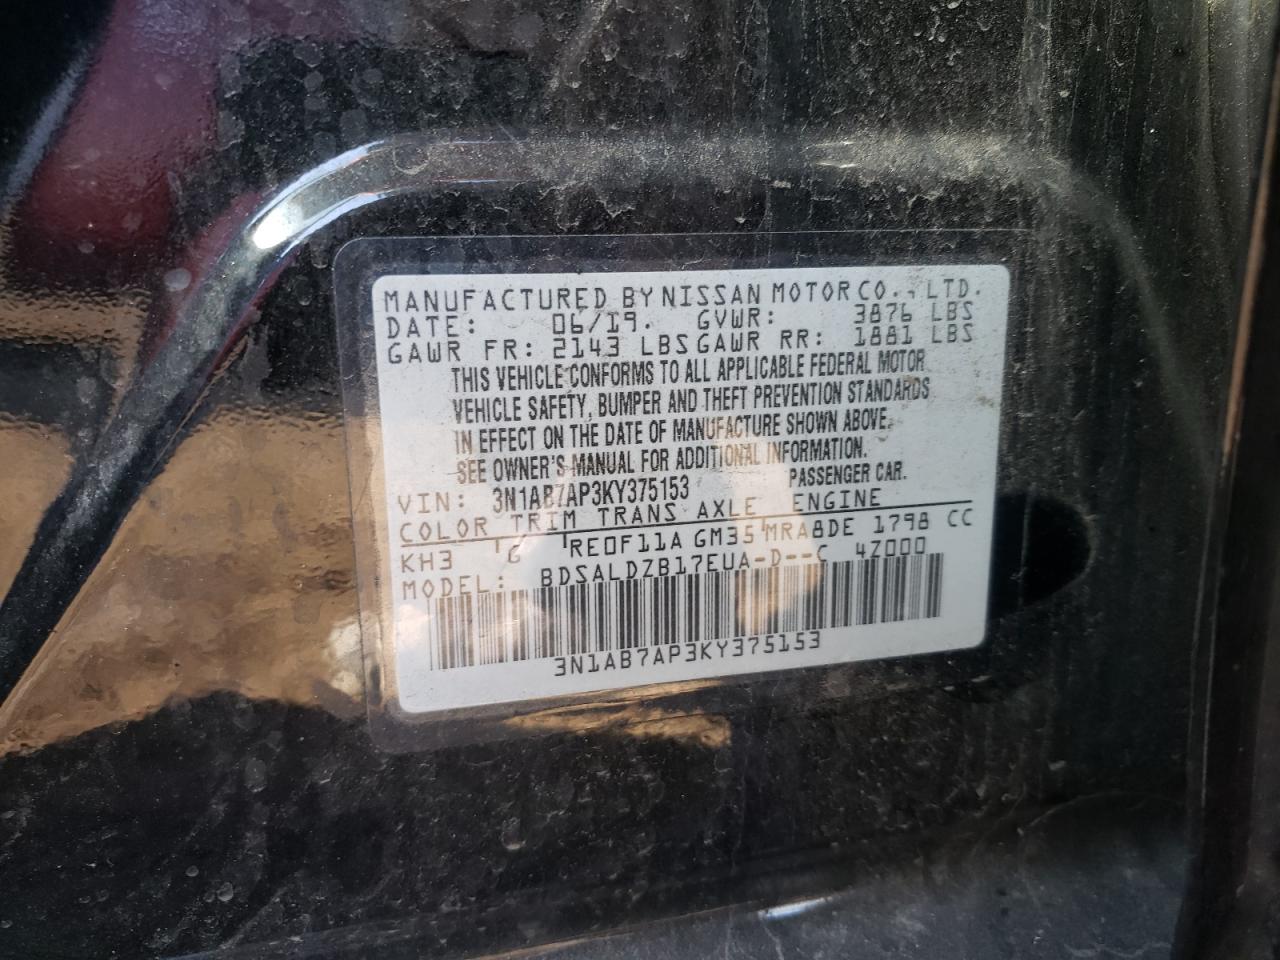 MANUFACTURED BY NISSAN MOTOR CO., LTD.
DATE: 06/19. GVWR: 3876 LBS
GAWR FR: 2143 LBS GAWR RR: 1881 LBS
THIS VEHICLE CONFORMS TO ALL APPLICABLE FEDERAL MOTOR
VEHICLE SAFETY, BUMPER AND THEFT PREVENTION STANDARDS
IN EFFECT ON THE DATE OF MANUFACTURE SHOWN ABOVE.
SEE OWNER'S MANUAL FOR ADDITIONAL INFORMATION.
VIN: 3N1AB7AP3KY375153 PASSENGER CAR.
COLOR TRIM TRANS AXLE ENGINE
KH3 G RE0F11A GM35 MRA8DE 1798 CC
MODEL: BDSALDZB17EUA-D--C 4Z000
3N1AB7AP3KY375153